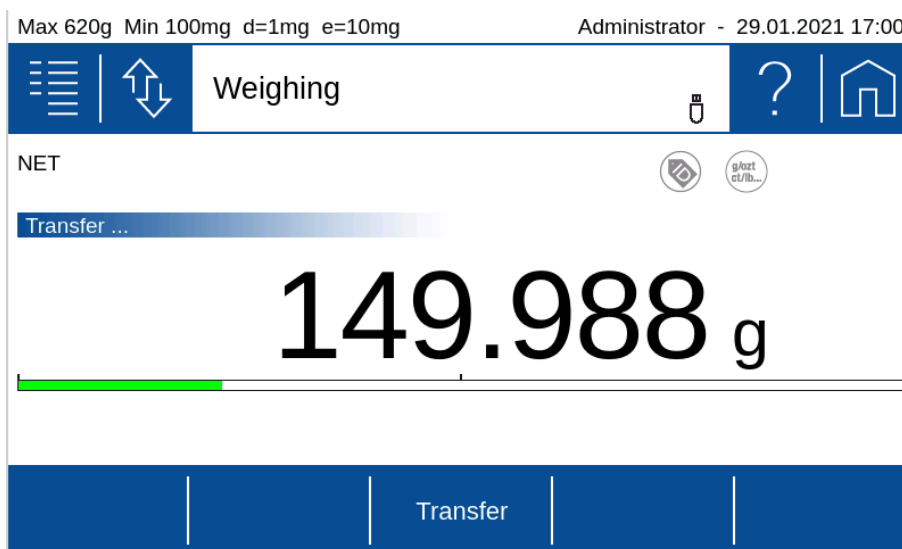 Max 620g Min 100mg d=1mg e=10mg Administrator - 29.01.2021 17:00
Weighing ?
NET ID g/ozt
ct/lb...
Transfer ...
149.988 g
Transfer